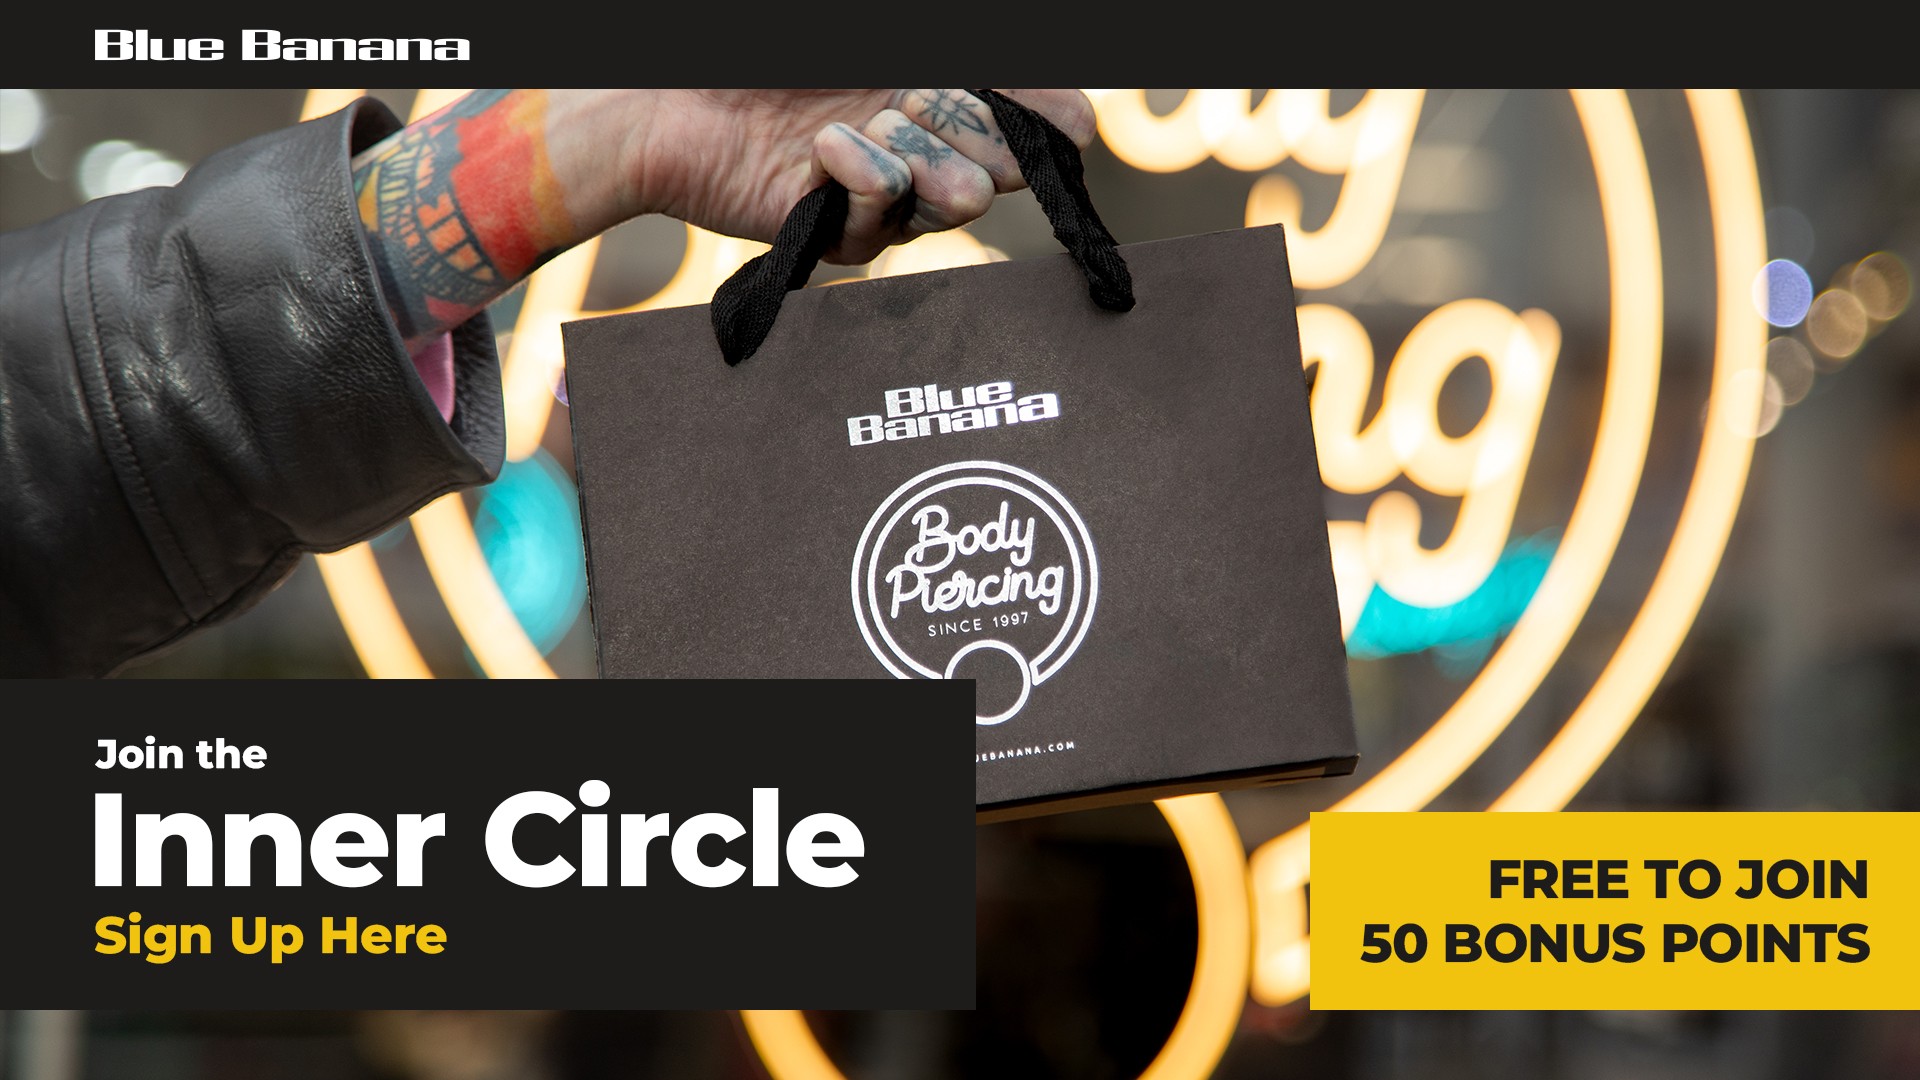 Blue Banana
Blue
Banana
Body
Piercing
SINCE 1997
Join the
Inner Circle
Sign Up Here
FREE TO JOIN
50 BONUS POINTS